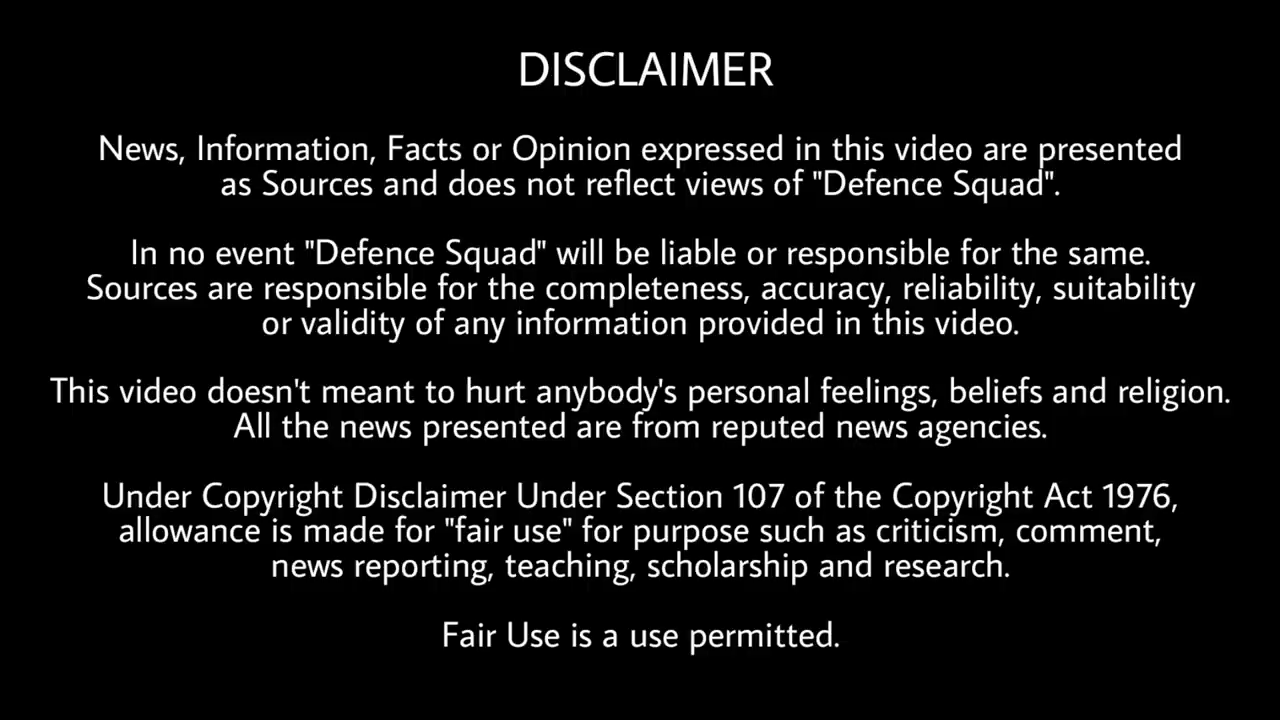 DISCLAIMER
News, Information, Facts or Opinion expressed in this video are presented
as Sources and does not reflect views of "Defence Squad".
In no event "Defence Squad" will be liable or responsible for the same.
Sources are responsible for the completeness, accuracy, reliability, suitability
or validity of any information provided in this video.
This video doesn't meant to hurt anybody's personal feelings, beliefs and religion.
All the news presented are from reputed news agencies.
Under Copyright Disclaimer Under Section 107 of the Copyright Act 1976,
allowance is made for "fair use" for purpose such as criticism, comment,
news reporting, teaching, scholarship and research.
Fair Use is a use permitted.